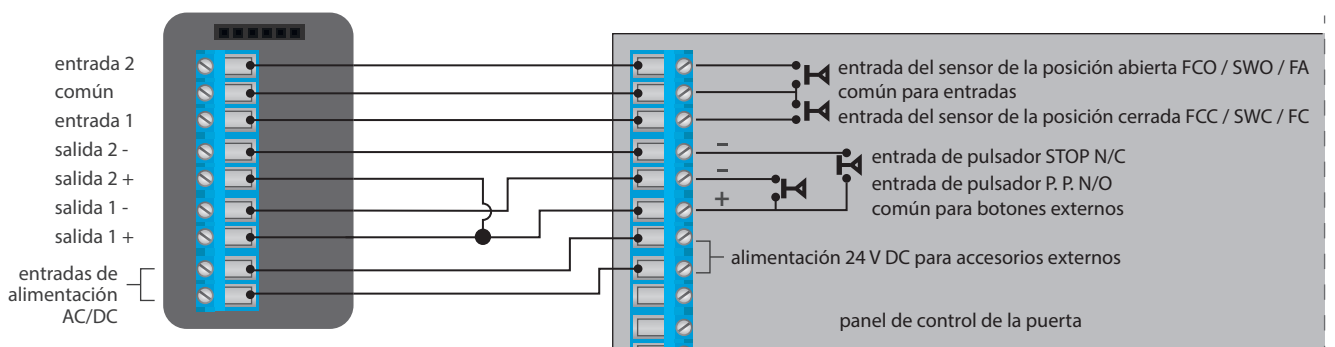 entrada 2
común
entrada 1
salida 2 -
salida 2 +
salida 1 -
salida 1 +
entradas de
alimentación
AC/DC
entrada del sensor de la posición abierta FCO / SWO / FA
común para entradas
entrada del sensor de la posición cerrada FCC / SWC / FC
–
entrada de pulsador STOP N/C
–
entrada de pulsador P. P. N/O
+
común para botones externos
alimentación 24 V DC para accesorios externos
panel de control de la puerta